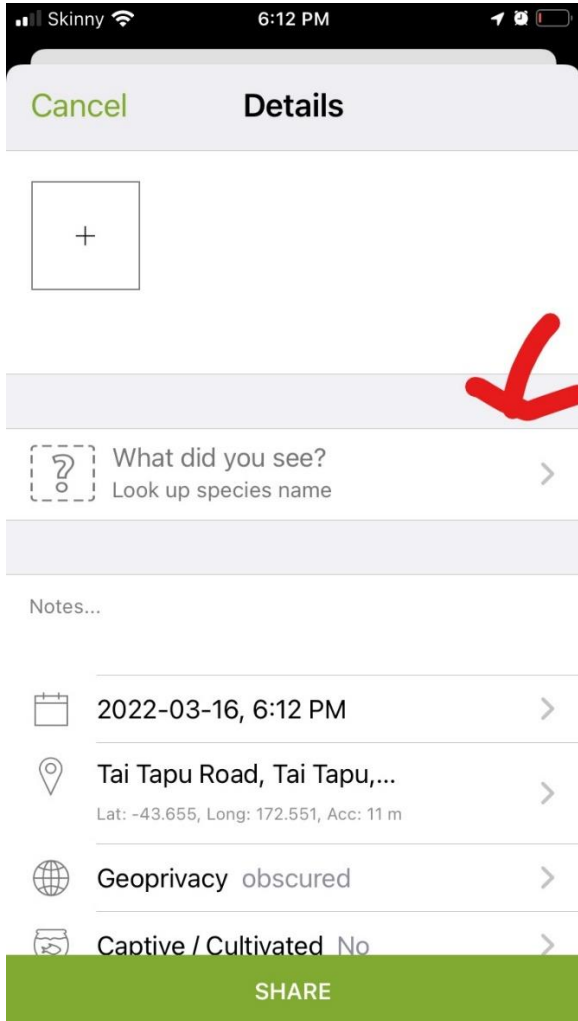 Skinny 6:12 PM
Cancel Details
+
?
What did you see?
Look up species name
Notes...
2022-03-16, 6:12 PM
Tai Tapu Road, Tai Tapu,...
Lat: -43.655, Long: 172.551, Acc: 11 m
Geoprivacy obscured
Captive / Cultivated No
SHARE